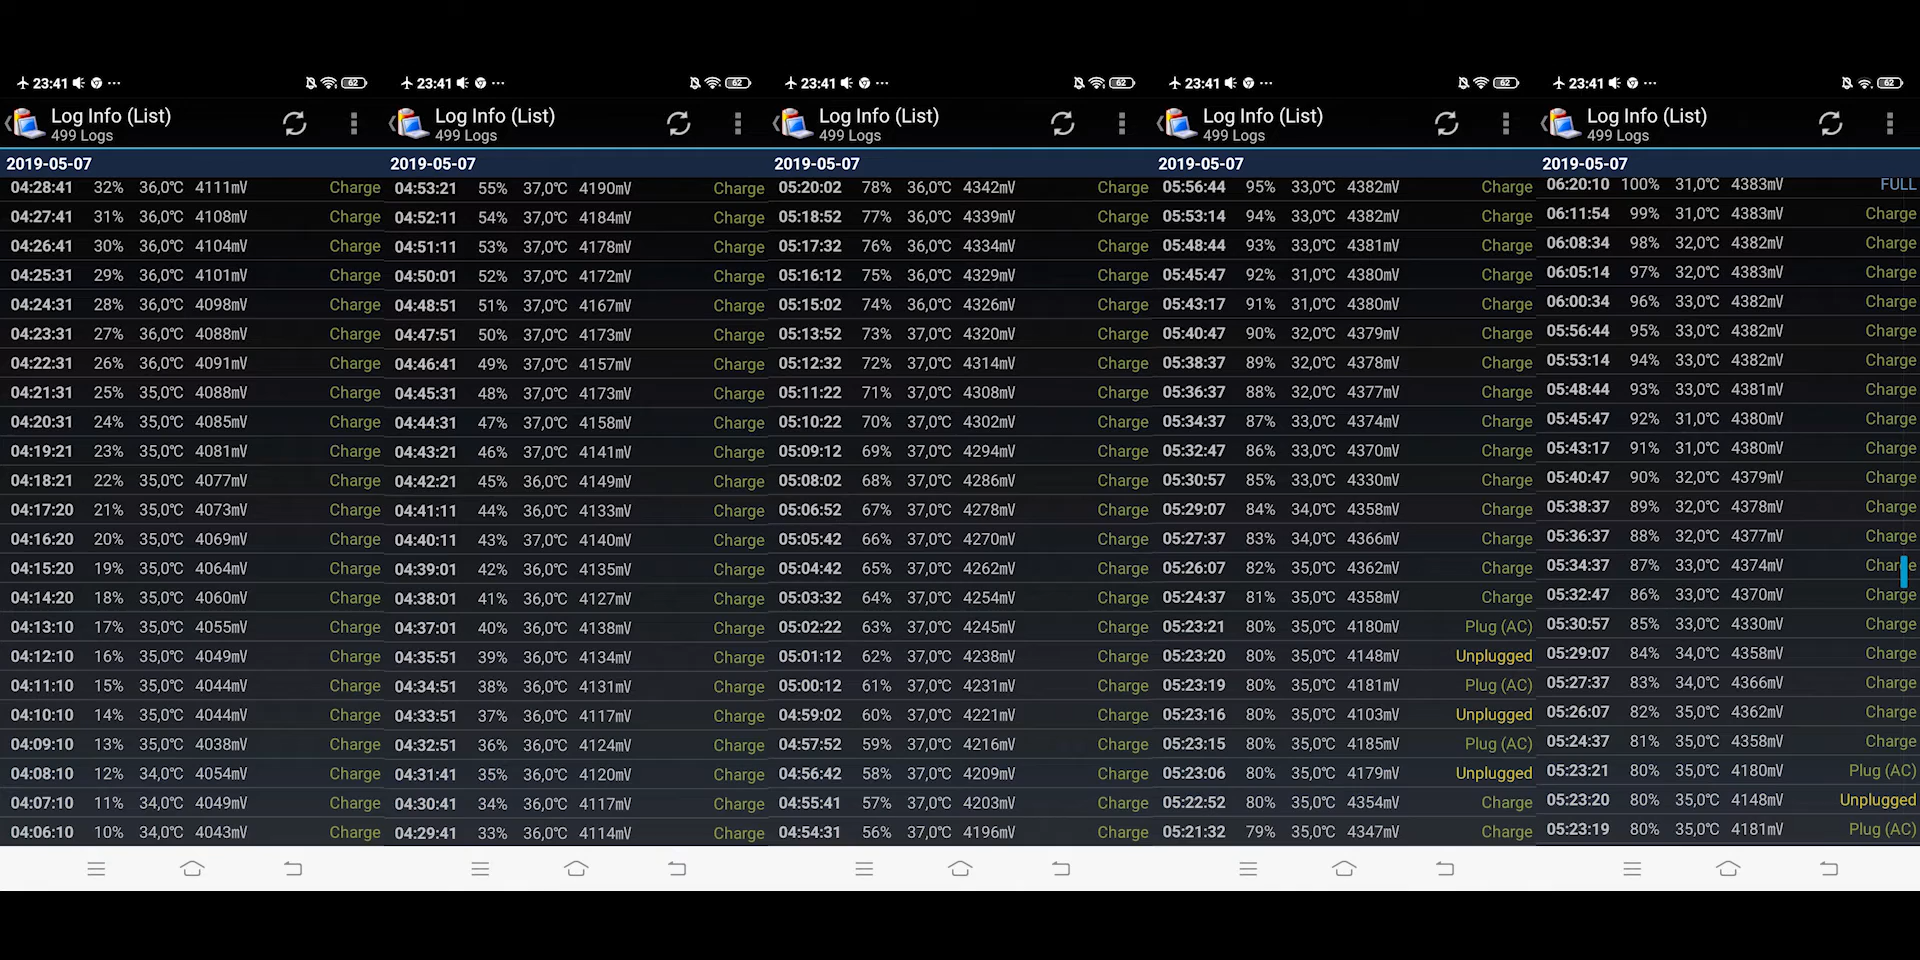 23:41 ... 62
Log Info (List)
499 Logs
2019-05-07
04:28:41 32% 36,0℃ 4111mV Charge
04:27:41 31% 36,0℃ 4108mV Charge
04:26:41 30% 36,0℃ 4104mV Charge
04:25:31 29% 36,0℃ 4101mV Charge
04:24:31 28% 36,0℃ 4098mV Charge
04:23:31 27% 36,0℃ 4088mV Charge
04:22:31 26% 36,0℃ 4091mV Charge
04:21:31 25% 35,0℃ 4088mV Charge
04:20:31 24% 35,0℃ 4085mV Charge
04:19:21 23% 35,0℃ 4081mV Charge
04:18:21 22% 35,0℃ 4077mV Charge
04:17:20 21% 35,0℃ 4073mV Charge
04:16:20 20% 35,0℃ 4069mV Charge
04:15:20 19% 35,0℃ 4064mV Charge
04:14:20 18% 35,0℃ 4060mV Charge
04:13:10 17% 35,0℃ 4055mV Charge
04:12:10 16% 35,0℃ 4049mV Charge
04:11:10 15% 35,0℃ 4044mV Charge
04:10:10 14% 35,0℃ 4044mV Charge
04:09:10 13% 35,0℃ 4038mV Charge
04:08:10 12% 34,0℃ 4054mV Charge
04:07:10 11% 34,0℃ 4049mV Charge
04:06:10 10% 34,0℃ 4043mV Charge
23:41 ... 62
Log Info (List)
499 Logs
2019-05-07
04:53:21 55% 37,0℃ 4190mV Charge
04:52:11 54% 37,0℃ 4184mV Charge
04:51:11 53% 37,0℃ 4178mV Charge
04:50:01 52% 37,0℃ 4172mV Charge
04:48:51 51% 37,0℃ 4167mV Charge
04:47:51 50% 37,0℃ 4173mV Charge
04:46:41 49% 37,0℃ 4157mV Charge
04:45:31 48% 37,0℃ 4173mV Charge
04:44:31 47% 37,0℃ 4158mV Charge
04:43:21 46% 37,0℃ 4141mV Charge
04:42:21 45% 36,0℃ 4149mV Charge
04:41:11 44% 36,0℃ 4133mV Charge
04:40:11 43% 37,0℃ 4140mV Charge
04:39:01 42% 36,0℃ 4135mV Charge
04:38:01 41% 36,0℃ 4127mV Charge
04:37:01 40% 36,0℃ 4138mV Charge
04:35:51 39% 36,0℃ 4134mV Charge
04:34:51 38% 36,0℃ 4131mV Charge
04:33:51 37% 36,0℃ 4117mV Charge
04:32:51 36% 36,0℃ 4124mV Charge
04:31:41 35% 36,0℃ 4120mV Charge
04:30:41 34% 36,0℃ 4117mV Charge
04:29:41 33% 36,0℃ 4114mV Charge
23:41 ... 62
Log Info (List)
499 Logs
2019-05-07
05:20:02 78% 36,0℃ 4342mV Charge
05:18:52 77% 36,0℃ 4339mV Charge
05:17:32 76% 36,0℃ 4334mV Charge
05:16:12 75% 36,0℃ 4329mV Charge
05:15:02 74% 36,0℃ 4326mV Charge
05:13:52 73% 37,0℃ 4320mV Charge
05:12:32 72% 37,0℃ 4314mV Charge
05:11:22 71% 37,0℃ 4308mV Charge
05:10:22 70% 37,0℃ 4302mV Charge
05:09:12 69% 37,0℃ 4294mV Charge
05:08:02 68% 37,0℃ 4286mV Charge
05:06:52 67% 37,0℃ 4278mV Charge
05:05:42 66% 37,0℃ 4270mV Charge
05:04:42 65% 37,0℃ 4262mV Charge
05:03:32 64% 37,0℃ 4254mV Charge
05:02:22 63% 37,0℃ 4245mV Charge
05:01:12 62% 37,0℃ 4238mV Charge
05:00:12 61% 37,0℃ 4231mV Charge
04:59:02 60% 37,0℃ 4221mV Charge
04:57:52 59% 37,0℃ 4216mV Charge
04:56:42 58% 37,0℃ 4209mV Charge
04:55:41 57% 37,0℃ 4203mV Charge
04:54:31 56% 37,0℃ 4196mV Charge
23:41 ... 62
Log Info (List)
499 Logs
2019-05-07
05:56:44 95% 33,0℃ 4382mV Charge
05:53:14 94% 33,0℃ 4382mV Charge
05:48:44 93% 33,0℃ 4381mV Charge
05:45:47 92% 31,0℃ 4380mV Charge
05:43:17 91% 31,0℃ 4380mV Charge
05:40:47 90% 32,0℃ 4379mV Charge
05:38:37 89% 32,0℃ 4378mV Charge
05:36:37 88% 32,0℃ 4377mV Charge
05:34:37 87% 33,0℃ 4374mV Charge
05:32:47 86% 33,0℃ 4370mV Charge
05:30:57 85% 33,0℃ 4330mV Charge
05:29:07 84% 34,0℃ 4358mV Charge
05:27:37 83% 34,0℃ 4366mV Charge
05:26:07 82% 35,0℃ 4362mV Charge
05:24:37 81% 35,0℃ 4358mV Charge
05:23:21 80% 35,0℃ 4180mV Plug (AC)
05:23:20 80% 35,0℃ 4148mV Unplugged
05:23:19 80% 35,0℃ 4181mV Plug (AC)
05:23:16 80% 35,0℃ 4103mV Unplugged
05:23:15 80% 35,0℃ 4185mV Plug (AC)
05:23:06 80% 35,0℃ 4179mV Unplugged
05:22:52 80% 35,0℃ 4354mV Charge
05:21:32 79% 35,0℃ 4347mV Charge
23:41 ... 62
Log Info (List)
499 Logs
2019-05-07
06:20:10 100% 31,0℃ 4383mV FULL
06:11:54 99% 31,0℃ 4383mV Charge
06:08:34 98% 32,0℃ 4382mV Charge
06:05:14 97% 32,0℃ 4383mV Charge
06:00:34 96% 33,0℃ 4382mV Charge
05:56:44 95% 33,0℃ 4382mV Charge
05:53:14 94% 33,0℃ 4382mV Charge
05:48:44 93% 33,0℃ 4381mV Charge
05:45:47 92% 31,0℃ 4380mV Charge
05:43:17 91% 31,0℃ 4380mV Charge
05:40:47 90% 32,0℃ 4379mV Charge
05:38:37 89% 32,0℃ 4378mV Charge
05:36:37 88% 32,0℃ 4377mV Charge
05:34:37 87% 33,0℃ 4374mV Charge
05:32:47 86% 33,0℃ 4370mV Charge
05:30:57 85% 33,0℃ 4330mV Charge
05:29:07 84% 34,0℃ 4358mV Charge
05:27:37 83% 34,0℃ 4366mV Charge
05:26:07 82% 35,0℃ 4362mV Charge
05:24:37 81% 35,0℃ 4358mV Charge
05:23:21 80% 35,0℃ 4180mV Plug (AC)
05:23:20 80% 35,0℃ 4148mV Unplugged
05:23:19 80% 35,0℃ 4181mV Plug (AC)